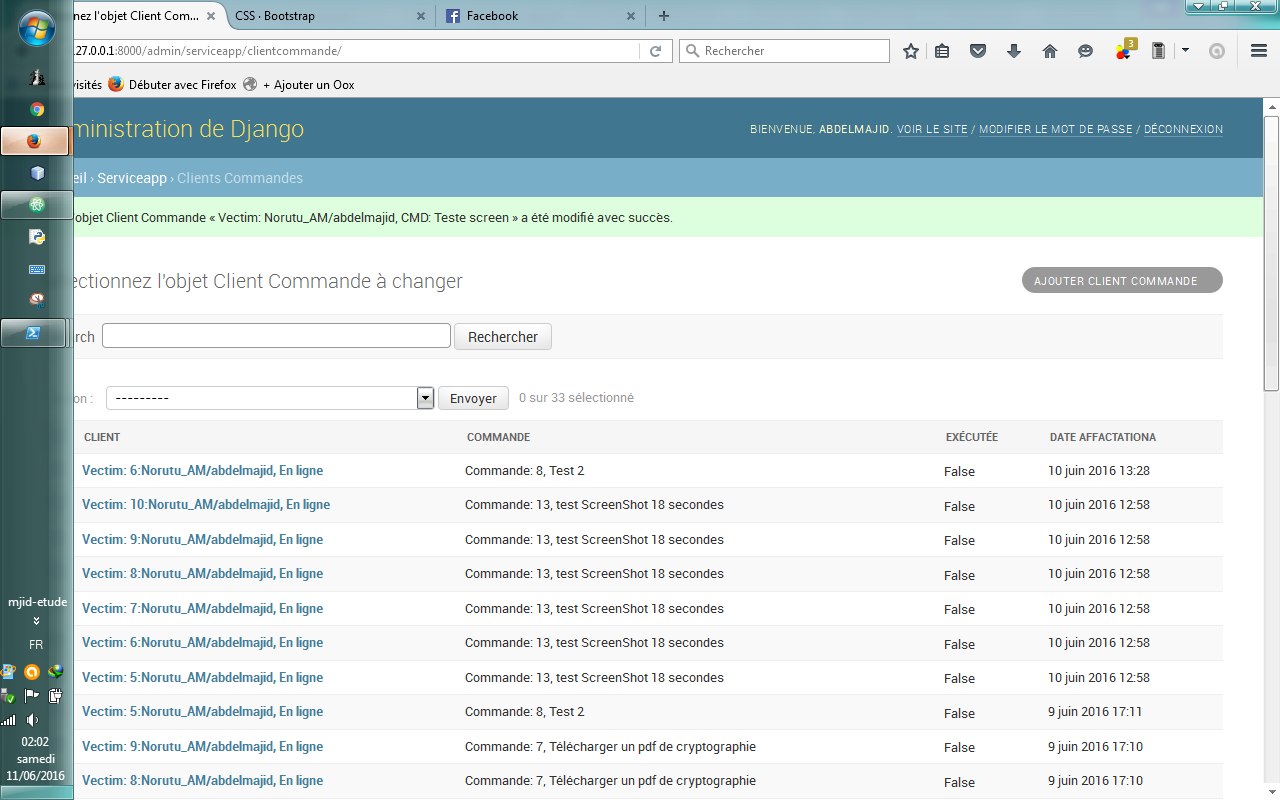 nez l'objet Client Com...
CSS · Bootstrap
Facebook
127.0.0.1:8000/admin/serviceapp/clientcommande/
Rechercher
3
isités
Débuter avec Firefox
+ Ajouter un Oox
ministration de Django
BIENVENUE, ABDELMAJID. VOIR LE SITE / MODIFIER LE MOT DE PASSE / DÉCONNEXION
eil › Serviceapp › Clients Commandes
objet Client Commande « Vectim: Norutu_AM/abdelmajid, CMD: Teste screen » a été modifié avec succès.
ectionnez l'objet Client Commande à changer
AJOUTER CLIENT COMMANDE
rch
Rechercher
on :
---------
Envoyer
0 sur 33 sélectionné
CLIENT COMMANDE EXÉCUTÉE DATE AFFACTATIONA
Vectim: 6:Norutu_AM/abdelmajid, En ligne Commande: 8, Test 2 False 10 juin 2016 13:28
Vectim: 10:Norutu_AM/abdelmajid, En ligne Commande: 13, test ScreenShot 18 secondes False 10 juin 2016 12:58
Vectim: 9:Norutu_AM/abdelmajid, En ligne Commande: 13, test ScreenShot 18 secondes False 10 juin 2016 12:58
Vectim: 8:Norutu_AM/abdelmajid, En ligne Commande: 13, test ScreenShot 18 secondes False 10 juin 2016 12:58
Vectim: 7:Norutu_AM/abdelmajid, En ligne Commande: 13, test ScreenShot 18 secondes False 10 juin 2016 12:58
Vectim: 6:Norutu_AM/abdelmajid, En ligne Commande: 13, test ScreenShot 18 secondes False 10 juin 2016 12:58
Vectim: 5:Norutu_AM/abdelmajid, En ligne Commande: 13, test ScreenShot 18 secondes False 10 juin 2016 12:58
Vectim: 5:Norutu_AM/abdelmajid, En ligne Commande: 8, Test 2 False 9 juin 2016 17:11
Vectim: 9:Norutu_AM/abdelmajid, En ligne Commande: 7, Télécharger un pdf de cryptographie False 9 juin 2016 17:10
Vectim: 8:Norutu_AM/abdelmajid, En ligne Commande: 7, Télécharger un pdf de cryptographie False 9 juin 2016 17:10
mjid-etude
FR
02:02
samedi
11/06/2016